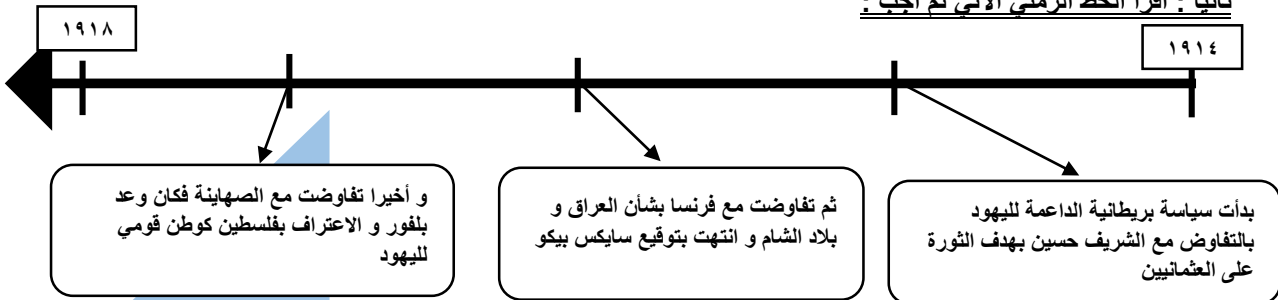 ثانيا : اقرأ الخط الزمني الآتي ثم أجب :
١٩١٤
١٩١٨
بدأت سياسة بريطانية الداعمة لليهود
بالتفاوض مع الشريف حسين بهدف الثورة
على العثمانيين
ثم تفاوضت مع فرنسا بشأن العراق و
بلاد الشام و انتهت بتوقيع سايكس بيكو
و أخيرا تفاوضت مع الصهاينة فكان وعد
بلفور و الاعتراف بفلسطين كوطن قومي
لليهود